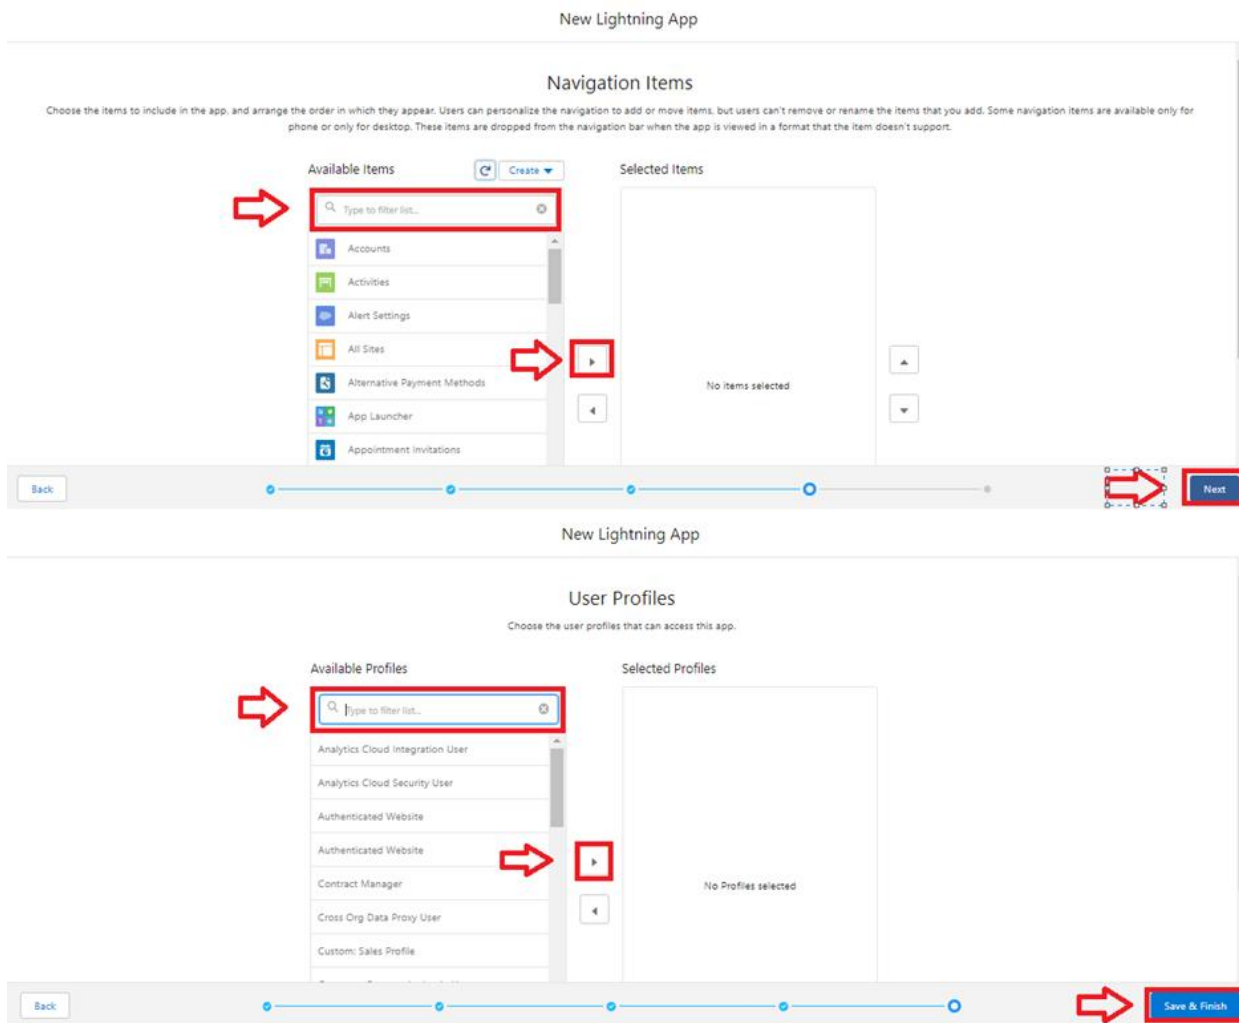 New Lightning App
Navigation Items
Choose the items to include in the app, and arrange the order in which they appear. Users can personalize the navigation to add or move items, but users can't remove or rename the items that you add. Some navigation items are available only for
phone or only for desktop. These items are dropped from the navigation bar when the app is viewed in a format that the item doesn't support.
Available Items
Create
Selected Items
Type to filter list...
Accounts
Activities
Alert Settings
All Sites
Alternative Payment Methods
App Launcher
Appointment Invitations
No items selected
Back
Next
New Lightning App
User Profiles
Choose the user profiles that can access this app.
Available Profiles
Selected Profiles
Type to filter list...
Analytics Cloud Integration User
Analytics Cloud Security User
Authenticated Website
Authenticated Website
Contract Manager
Cross Org Data Proxy User
Custom: Sales Profile
No Profiles selected
Back
Save & Finish